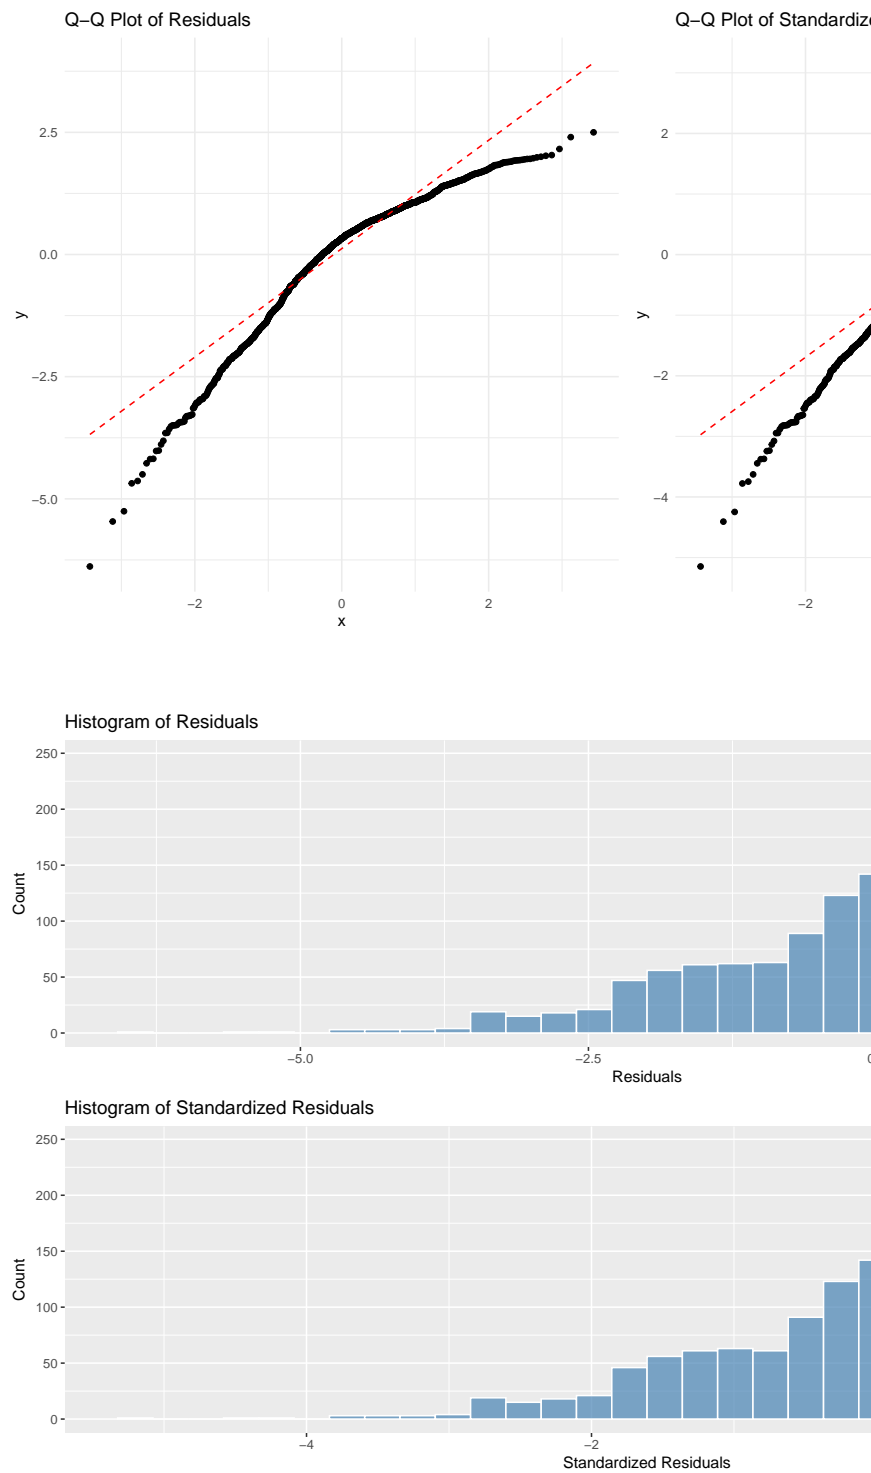 Q−Q Plot of Residuals
2.5
0.0
−2.5
−5.0
y
−2
0
2
x
Q−Q Plot of Standardize
2
0
−2
−4
y
−2
Histogram of Residuals
250
200
150
100
50
0
Count
−5.0
−2.5
Residuals
Histogram of Standardized Residuals
250
200
150
100
50
0
Count
−4
−2
Standardized Residuals